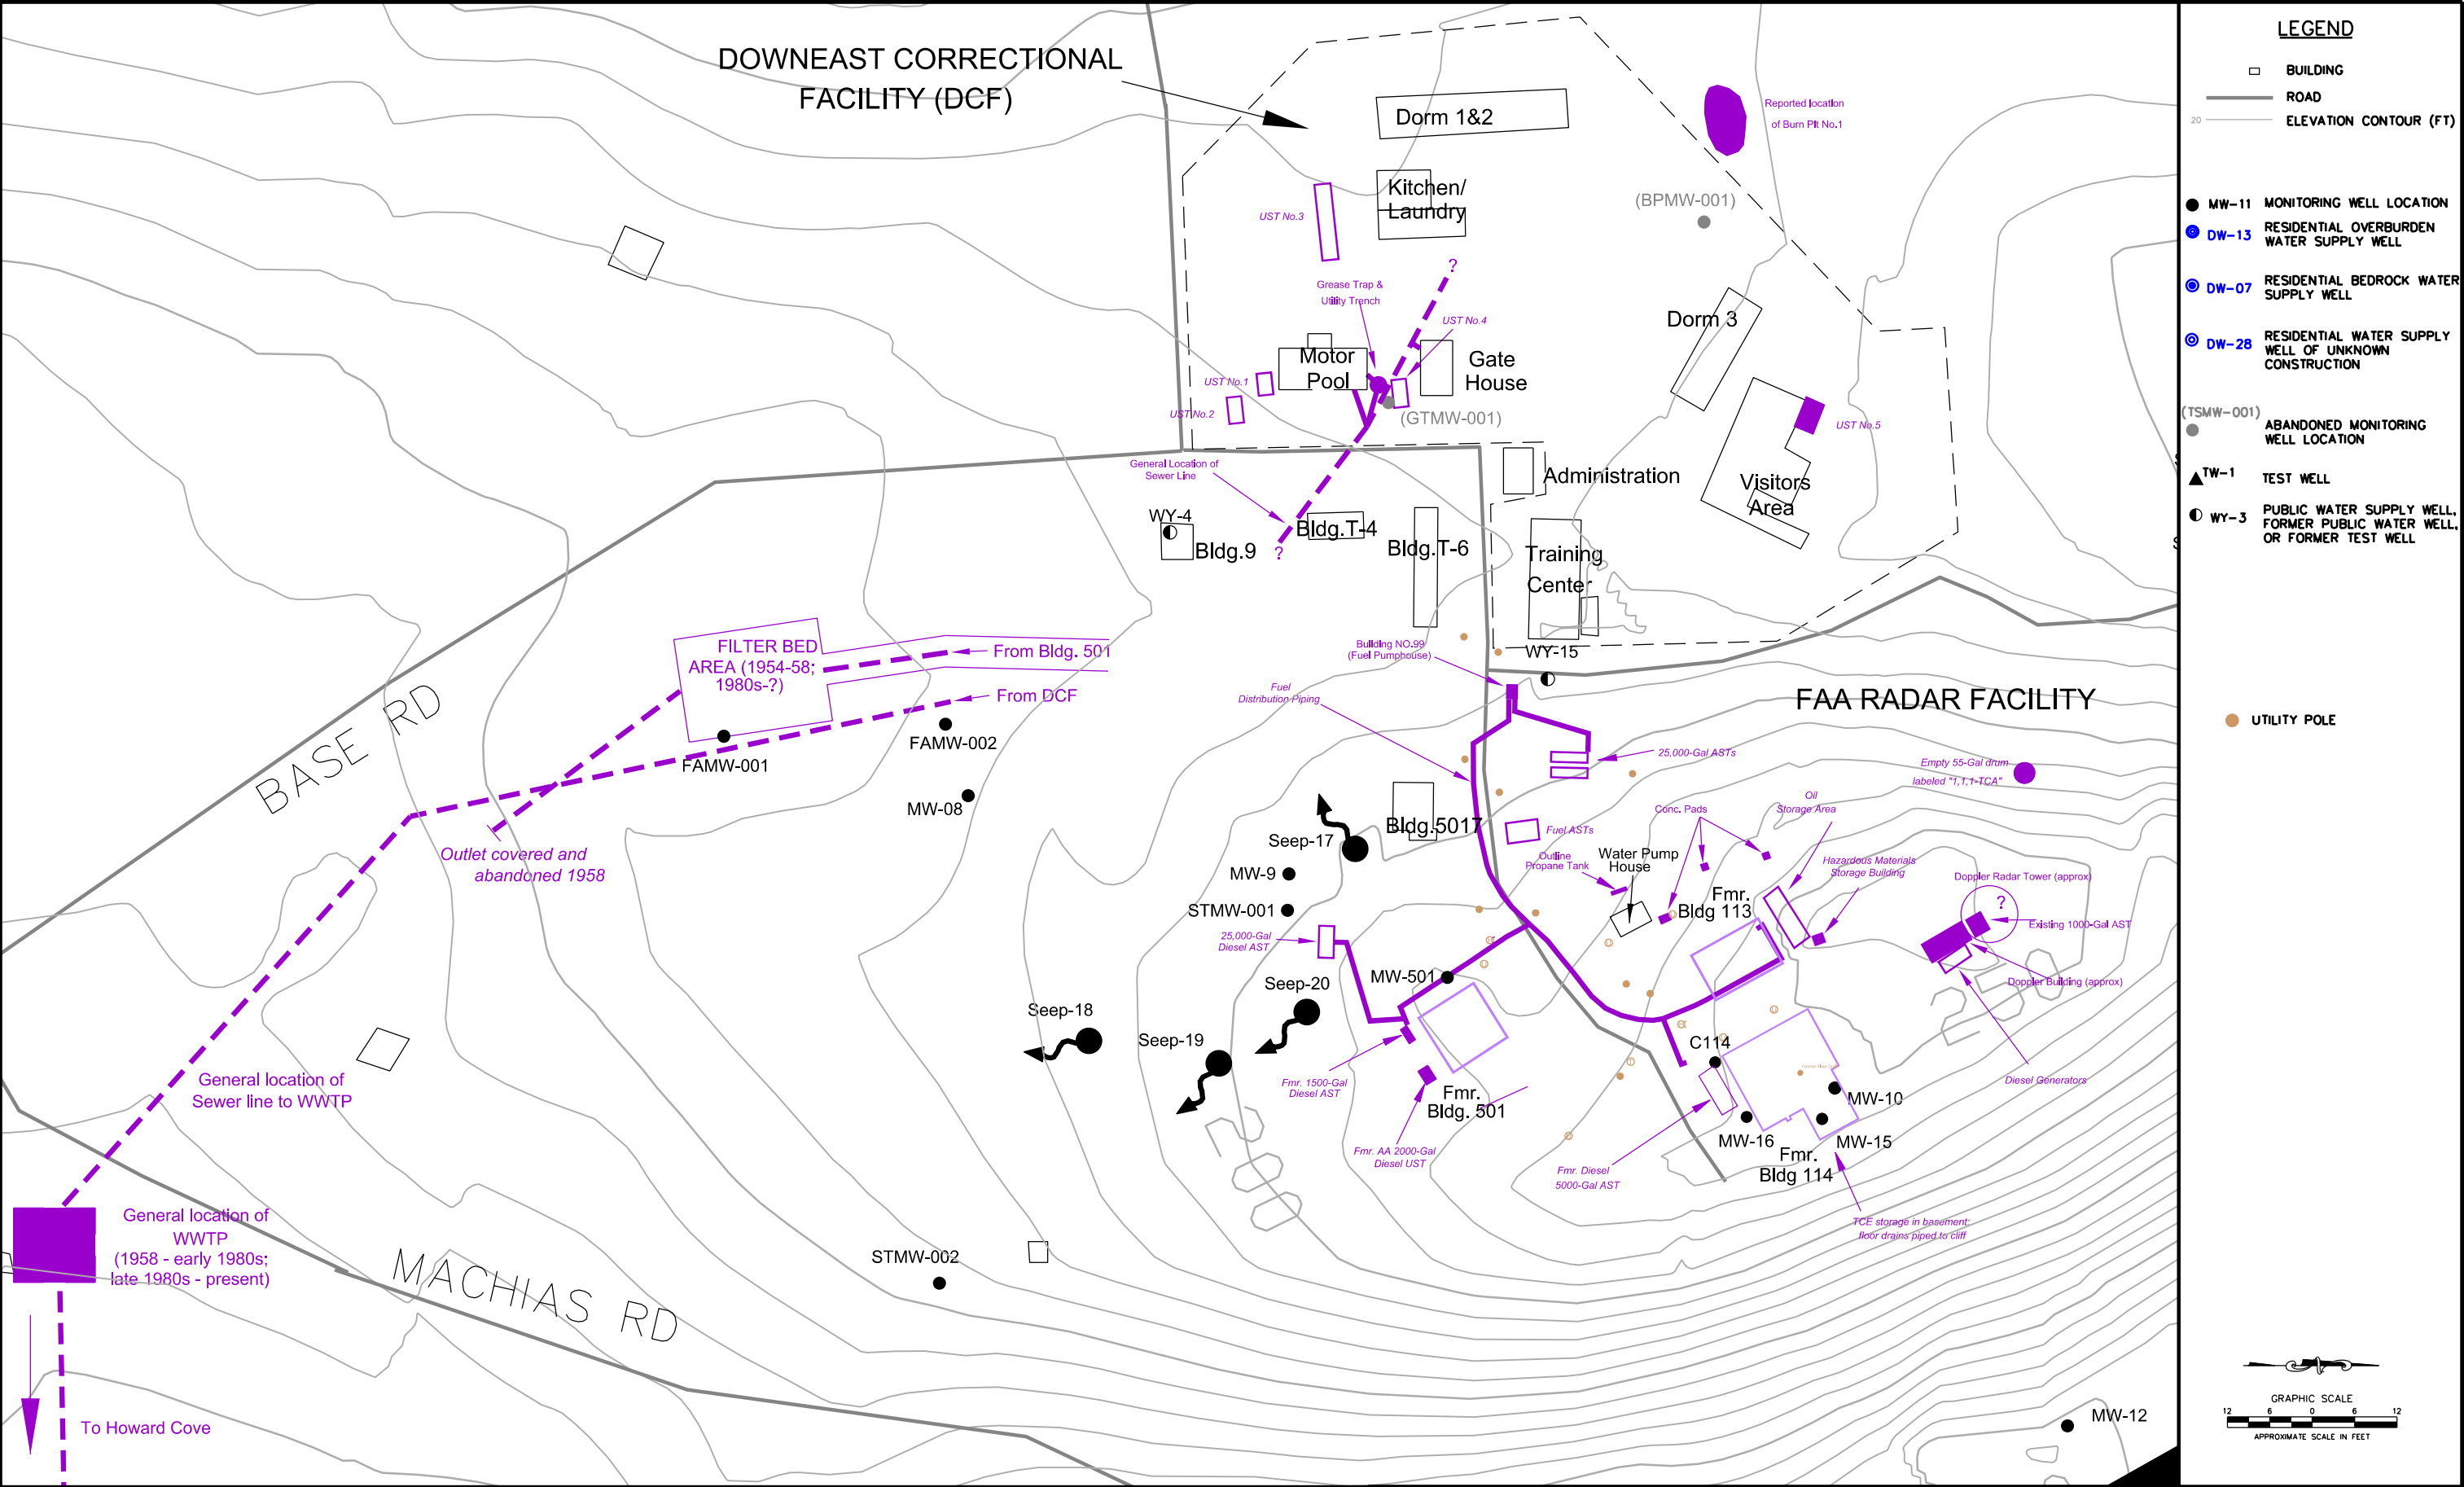 DOWNEAST CORRECTIONAL
FACILITY (DCF)
Dorm 1&2
Reported location
of Burn Pit No.1
Kitchen/
Laundry
(BPMW-001)
UST No.3
?
Grease Trap &
Utility Trench
UST No.4
Dorm 3
Motor
Pool
Gate
House
UST No.1
UST No.2
(GTMW-001)
UST No.5
General Location of
Sewer Line
Administration
Visitors
Area
WY-4
Bldg.9
?
Bldg.T-4
Bldg.T-6
Training
Center
FILTER BED
AREA (1954-58;
1980s-?)
From Bldg. 501
From DCF
Building NO.99
(Fuel Pumphouse)
WY-15
Fuel
Distribution Piping
FAA RADAR FACILITY
BASE RD
FAMW-001
FAMW-002
MW-08
25,000-Gal ASTs
Empty 55-Gal drum
labeled "1,1,1-TCA"
Outlet covered and
abandoned 1958
Seep-17
Bldg.5017
Fuel ASTs
Conc. Pads
Oil
Storage Area
MW-9
STMW-001
Outline
Propane Tank
Water Pump
House
Hazardous Materials
Storage Building
Fmr.
Bldg 113
Doppler Radar Tower (approx)
?
Existing 1000-Gal AST
25,000-Gal
Diesel AST
MW-501
Doppler Building (approx)
Seep-20
Seep-18
Seep-19
250
200
C114
General location of
Sewer line to WWTP
Fmr. 1500-Gal
Diesel AST
Fmr.
Bldg. 501
Diesel Generators
MW-10
MW-16
MW-15
Fmr.
Bldg 114
Fmr. AA 2000-Gal
Diesel UST
Fmr. Diesel
5000-Gal AST
TCE storage in basement;
floor drains piped to cliff
General location of
WWTP
(1958 - early 1980s;
late 1980s - present)
STMW-002
MACHIAS RD
To Howard Cove
MW-12
LEGEND
BUILDING
ROAD
20 ELEVATION CONTOUR (FT)
MW-11 MONITORING WELL LOCATION
DW-13 RESIDENTIAL OVERBURDEN
WATER SUPPLY WELL
DW-07 RESIDENTIAL BEDROCK WATER
SUPPLY WELL
DW-28 RESIDENTIAL WATER SUPPLY
WELL OF UNKNOWN
CONSTRUCTION
(TSMW-001)
ABANDONED MONITORING
WELL LOCATION
TW-1 TEST WELL
WY-3 PUBLIC WATER SUPPLY WELL,
FORMER PUBLIC WATER WELL,
OR FORMER TEST WELL
UTILITY POLE
GRAPHIC SCALE
12 6 0 6 12
APPROXIMATE SCALE IN FEET